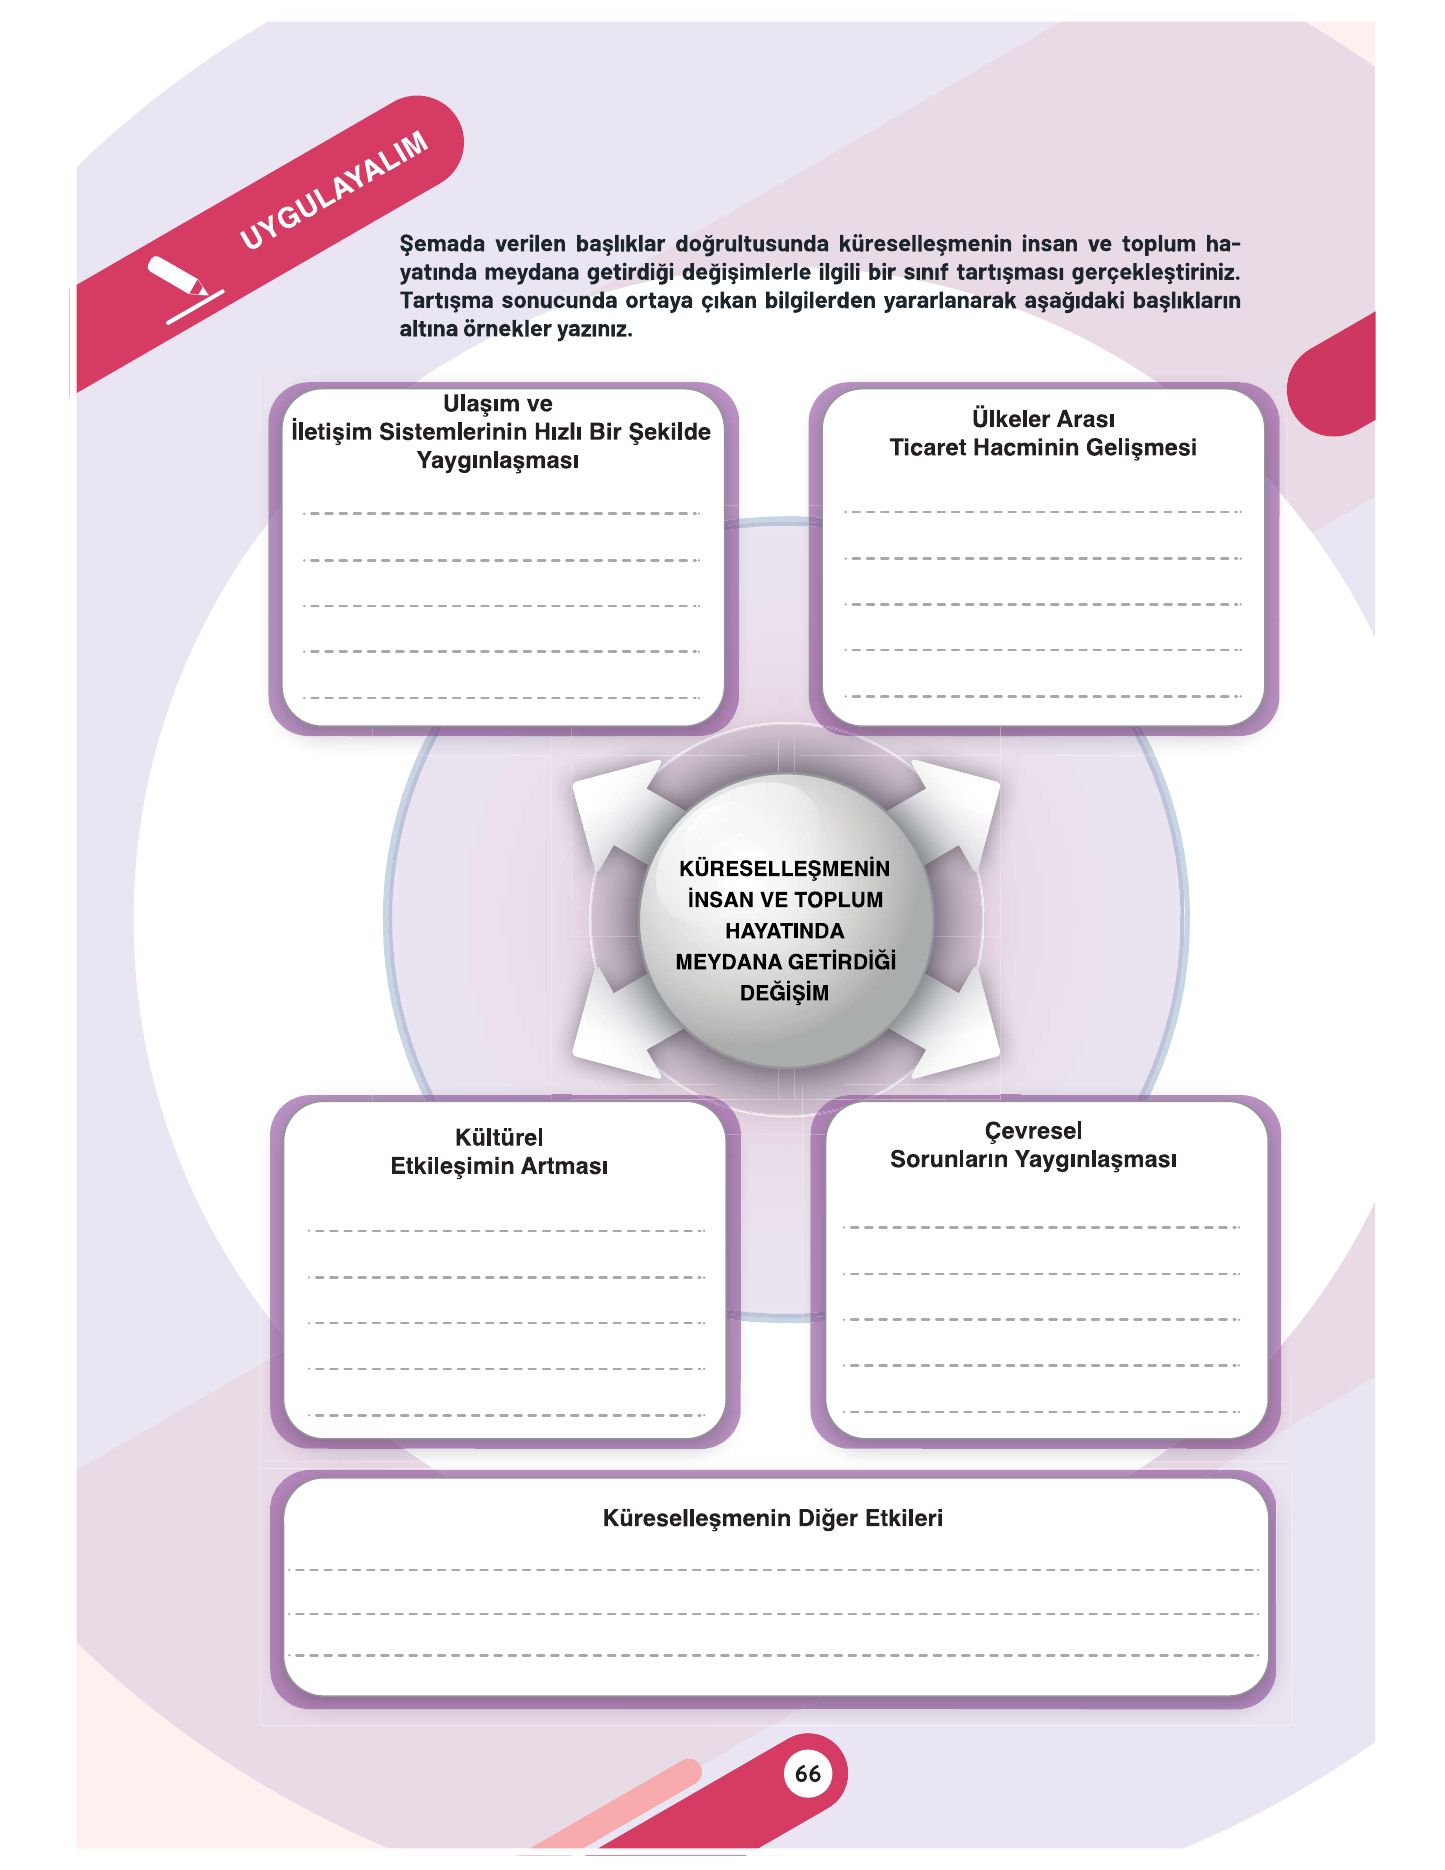 UYGULAYALIM
Şemada verilen başlıklar doğrultusunda küreselleşmenin insan ve toplum ha-
yatında meydana getirdiği değişimlerle ilgili bir sınıf tartışması gerçekleştiriniz.
Tartışma sonucunda ortaya çıkan bilgilerden yararlanarak aşağıdaki başlıkların
altına örnekler yazınız.
Ulaşım ve
İletişim Sistemlerinin Hızlı Bir Şekilde
Yaygınlaşması
Ülkeler Arası
Ticaret Hacminin Gelişmesi
KÜRESELLEŞMENİN
İNSAN VE TOPLUM
HAYATINDA
MEYDANA GETİRDİĞİ
DEĞİŞİM
Kültürel
Etkileşimin Artması
Çevresel
Sorunların Yaygınlaşması
Küreselleşmenin Diğer Etkileri
66